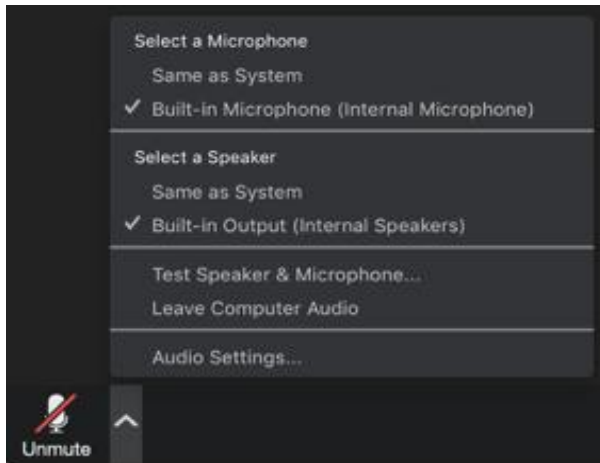 Select a Microphone
Same as System
Built-in Microphone (Internal Microphone)
Select a Speaker
Same as System
Built-in Output (Internal Speakers)
Test Speaker & Microphone...
Leave Computer Audio
Audio Settings...
Unmute